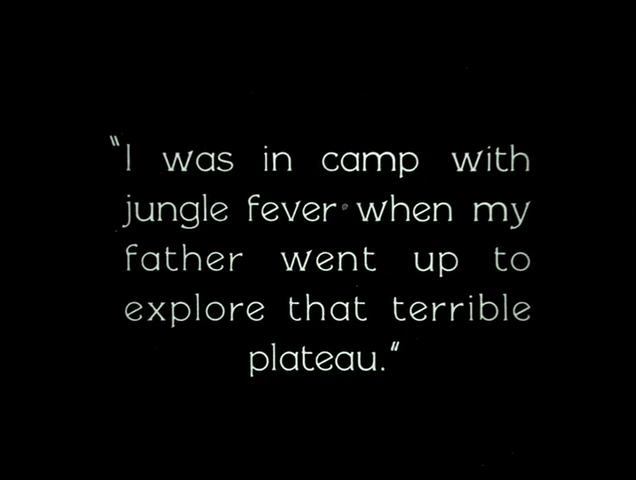 "I was in camp with
jungle fever when my
father went up to
explore that terrible
plateau."